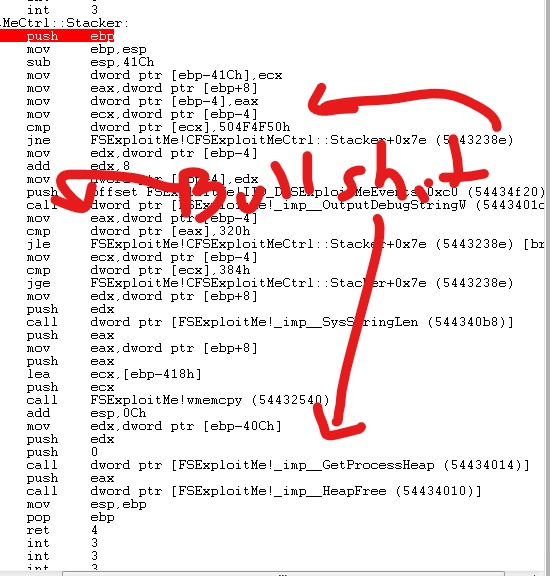 int 3
.MeCtrl::Stacker:
push ebp
mov ebp,esp
sub esp,41Ch
mov dword ptr [ebp-41Ch],ecx
mov eax,dword ptr [ebp+8]
mov dword ptr [ebp-4],eax
mov ecx,dword ptr [ebp-4]
cmp dword ptr [ecx],504F4F50h
jne FSExploitMe!CFSExploitMeCtrl::Stacker+0x7e (5443238e)
mov edx,dword ptr [ebp-4]
add edx,8
mov dword ptr [ebp-4],edx
Bullshit
push offset (54434f20)
call dword ptr [FSExploitMe!_imp__OutputDebugStringW (5443401c
mov eax,dword ptr [ebp-4]
cmp dword ptr [eax],320h
jle FSExploitMe!CFSExploitMeCtrl::Stacker+0x7e (5443238e) [br
mov ecx,dword ptr [ebp-4]
cmp dword ptr [ecx],384h
jge FSExploitMe!CFSExploitMeCtrl::Stacker+0x7e (5443238e)
mov edx,dword ptr [ebp+8]
push edx
call dword ptr [FSExploitMe!_imp__SysStringLen (544340b8)]
push eax
mov eax,dword ptr [ebp+8]
push eax
lea ecx,[ebp-418h]
push ecx
call FSExploitMe!wmemcpy (54432540)
add esp,0Ch
mov edx,dword ptr [ebp-40Ch]
push edx
push 0
call dword ptr [FSExploitMe!_imp__GetProcessHeap (54434014)]
push eax
call dword ptr [FSExploitMe!_imp__HeapFree (54434010)]
mov esp,ebp
pop ebp
ret 4
int 3
int 3
int 3